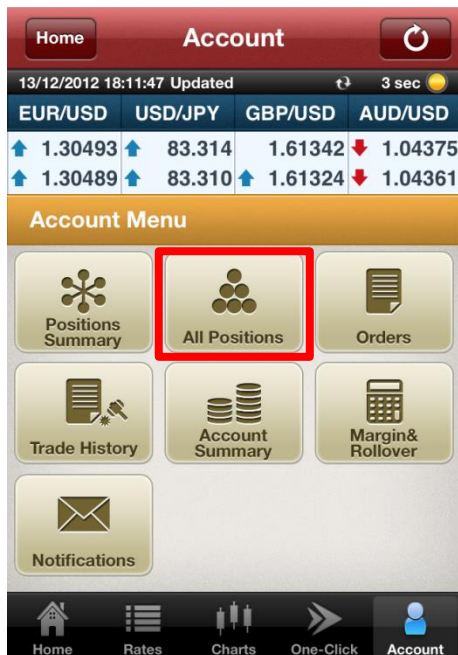 Home Account
13/12/2012 18:11:47 Updated 3 sec
EUR/USD USD/JPY GBP/USD AUD/USD
1.30493 83.314 1.61342 1.04375
1.30489 83.310 1.61324 1.04361
Account Menu
Positions
Summary
All Positions
Orders
Trade History
Account
Summary
Margin&
Rollover
Notifications
Home Rates Charts One-Click Account